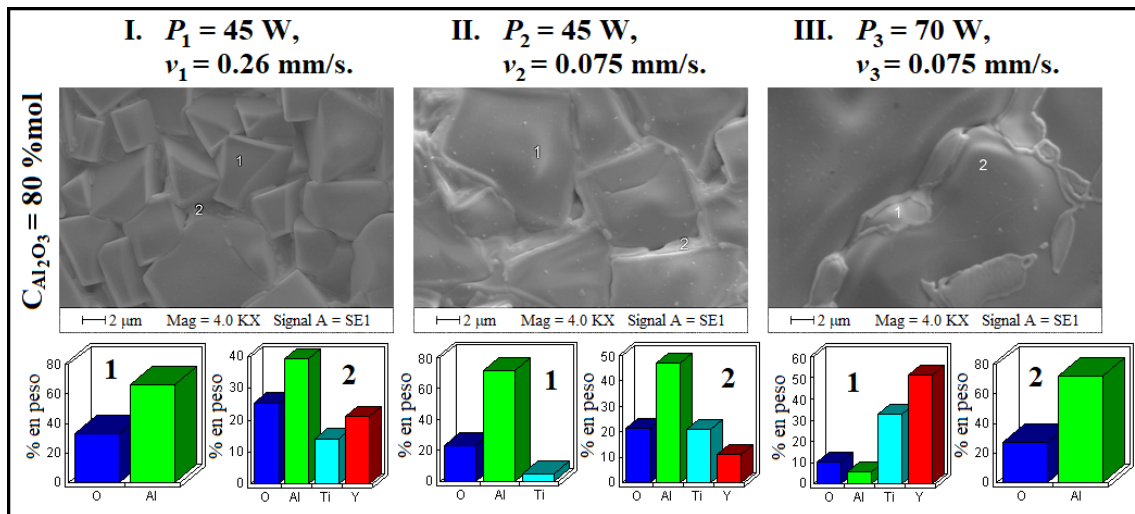 I. P₁ = 45 W,
v₁ = 0.26 mm/s.
II. P₂ = 45 W,
v₂ = 0.075 mm/s.
III. P₃ = 70 W,
v₃ = 0.075 mm/s.
C_Al₂O₃ = 80 %mol
1
2
2 μm Mag = 4.0 KX Signal A = SE1
1
2
2 μm Mag = 4.0 KX Signal A = SE1
2
1
2 μm Mag = 4.0 KX Signal A = SE1
% en peso
80
60
40
20
0
1
O Al
% en peso
40
30
20
10
0
2
O Al Ti Y
% en peso
80
60
40
20
0
1
O Al Ti
% en peso
50
40
30
20
10
0
2
O Al Ti Y
% en peso
60
50
40
30
20
10
0
1
O Al Ti Y
% en peso
80
60
40
20
0
2
O Al